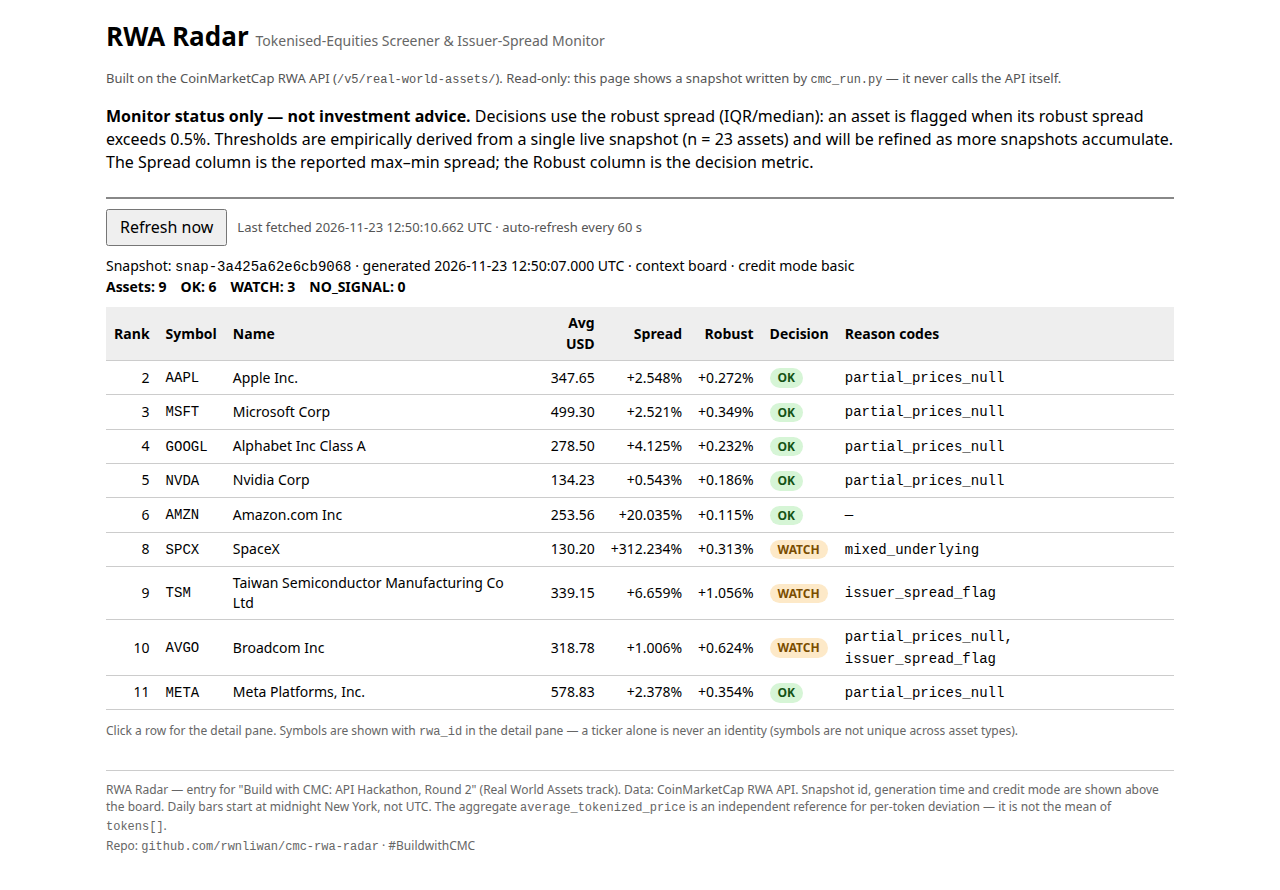 RWA Radar Tokenised-Equities Screener & Issuer-Spread Monitor
Built on the CoinMarketCap RWA API (/v5/real-world-assets/). Read-only: this page shows a snapshot written by cmc_run.py — it never calls the API itself.
Monitor status only — not investment advice. Decisions use the robust spread (IQR/median): an asset is flagged when its robust spread
exceeds 0.5%. Thresholds are empirically derived from a single live snapshot (n = 23 assets) and will be refined as more snapshots accumulate.
The Spread column is the reported max–min spread; the Robust column is the decision metric.
Refresh now Last fetched 2026-11-23 12:50:10.662 UTC · auto-refresh every 60 s
Snapshot: snap-3a425a62e6cb9068 · generated 2026-11-23 12:50:07.000 UTC · context board · credit mode basic
Assets: 9 OK: 6 WATCH: 3 NO_SIGNAL: 0
Rank Symbol Name Avg USD Spread Robust Decision Reason codes
2 AAPL Apple Inc. 347.65 +2.548% +0.272% OK partial_prices_null
3 MSFT Microsoft Corp 499.30 +2.521% +0.349% OK partial_prices_null
4 GOOGL Alphabet Inc Class A 278.50 +4.125% +0.232% OK partial_prices_null
5 NVDA Nvidia Corp 134.23 +0.543% +0.186% OK partial_prices_null
6 AMZN Amazon.com Inc 253.56 +20.035% +0.115% OK —
8 SPCX SpaceX 130.20 +312.234% +0.313% WATCH mixed_underlying
9 TSM Taiwan Semiconductor Manufacturing Co Ltd 339.15 +6.659% +1.056% WATCH issuer_spread_flag
10 AVGO Broadcom Inc 318.78 +1.006% +0.624% WATCH partial_prices_null, issuer_spread_flag
11 META Meta Platforms, Inc. 578.83 +2.378% +0.354% OK partial_prices_null
Click a row for the detail pane. Symbols are shown with rwa_id in the detail pane — a ticker alone is never an identity (symbols are not unique across asset types).
RWA Radar — entry for "Build with CMC: API Hackathon, Round 2" (Real World Assets track). Data: CoinMarketCap RWA API. Snapshot id, generation time and credit mode are shown above
the board. Daily bars start at midnight New York, not UTC. The aggregate average_tokenized_price is an independent reference for per-token deviation — it is not the mean of
tokens[].
Repo: github.com/rwnliwan/cmc-rwa-radar · #BuildwithCMC